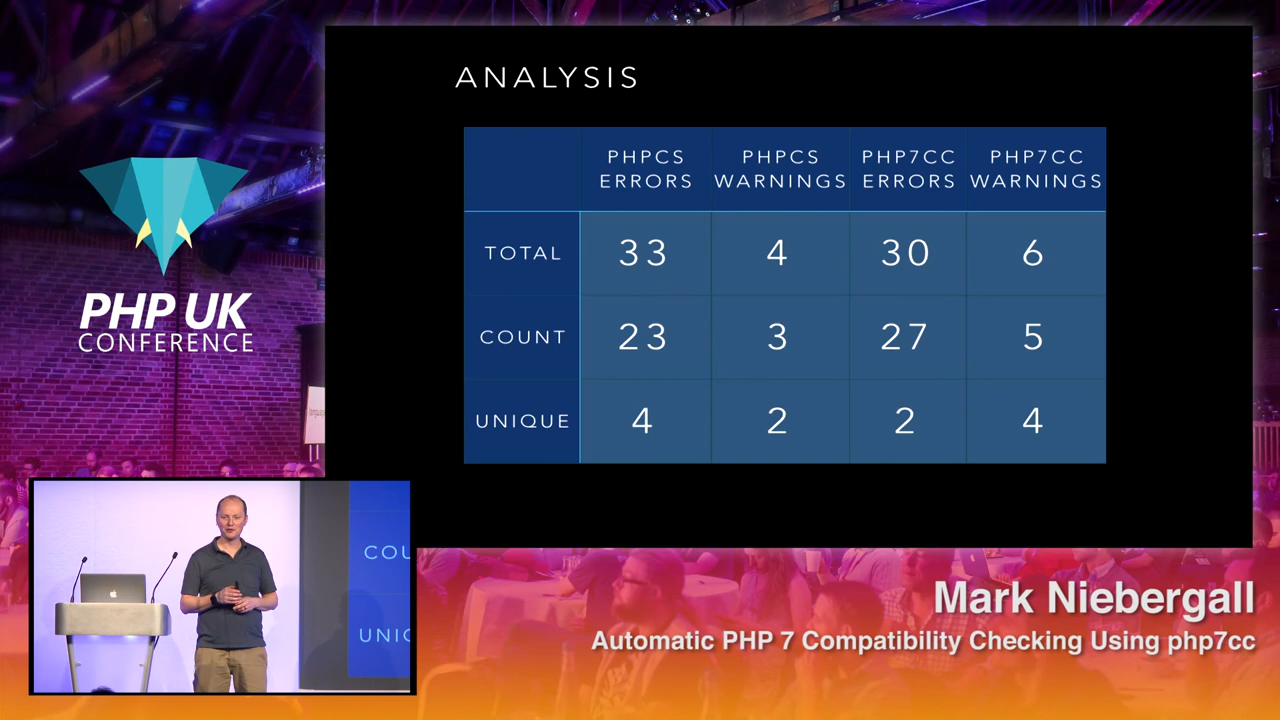 ANALYSIS
PHPCS ERRORS PHPCS WARNINGS PHP7CC ERRORS PHP7CC WARNINGS
TOTAL 33 4 30 6
COUNT 23 3 27 5
UNIQUE 4 2 2 4
PHP UK
CONFERENCE
COU
UNIQ
Mark Niebergall
Automatic PHP 7 Compatibility Checking Using php7cc